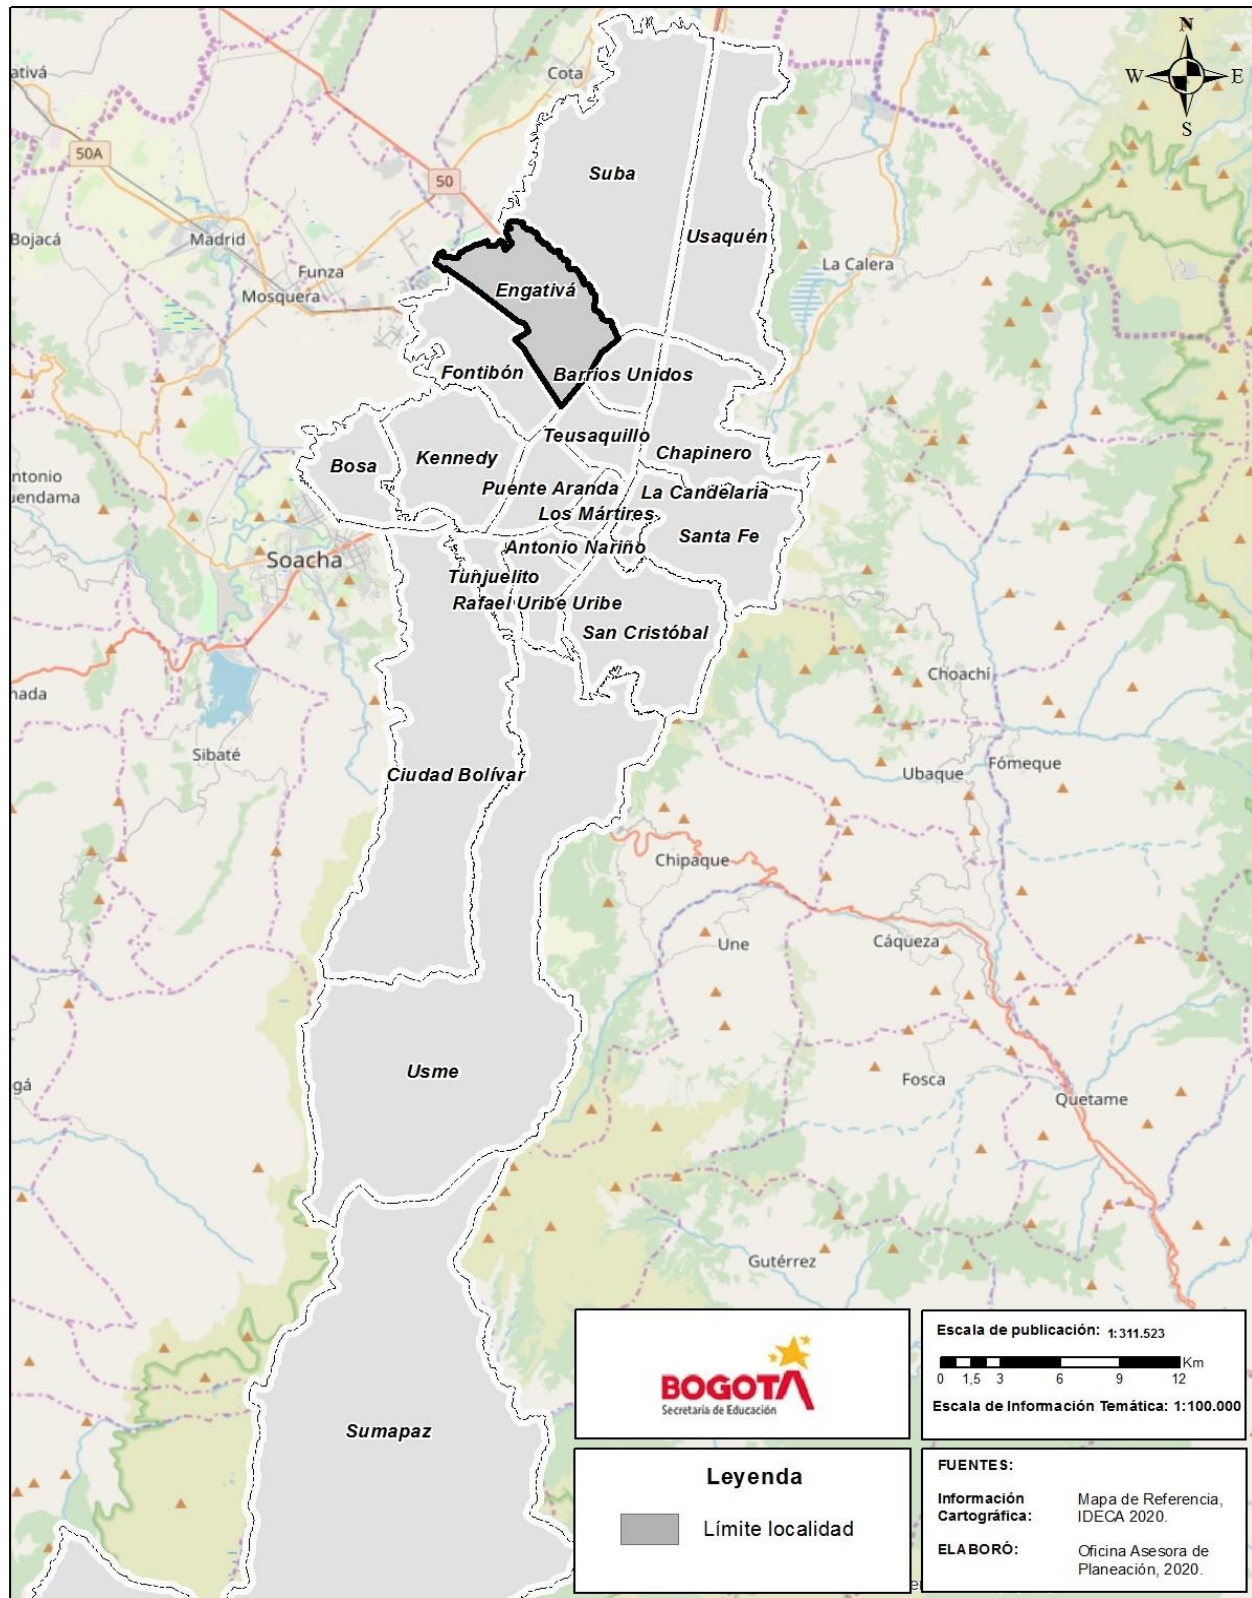 N
W
E
S
ativá
Cota
50A
50
Suba
Bojacá
Madrid
Usaquén
Funza
La Calera
Mosquera
Engativá
Fontibón
Barrios Unidos
Teusaquillo
Chapinero
Bosa
Kennedy
ntonio
uendama
Puente Aranda
La Candelaria
Los Mártires
Santa Fe
Antonio Nariño
Soacha
Tunjuelito
Rafael Uribe Uribe
San Cristóbal
Choachí
nada
Sibaté
Ciudad Bolívar
Ubaque
Fómeque
Chipaque
Une
Cáqueza
Usme
Fosca
gá
Quetame
Gutérrez
Sumapaz
BOGOTÁ
Secretaría de Educación
Escala de publicación: 1:311.523
Km
0 1,5 3 6 9 12
Escala de Información Temática: 1:100.000
Leyenda
Límite localidad
FUENTES:
Información Cartográfica:
Mapa de Referencia,
IDECA 2020.
ELABORÓ:
Oficina Asesora de
Planeación, 2020.